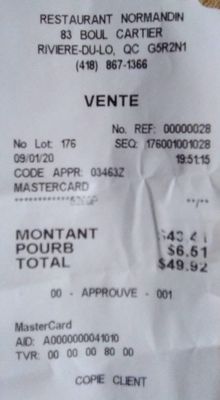 RESTAURANT NORMANDIN
83 BOUL CARTIER
RIVIERE-DU-LO, QC G5R2N1
(418) 867-1366
VENTE
No. REF: 00000028
No Lot: 176 SEQ: 176001001028
09/01/20 19:51:15
CODE APPR: 03463Z
MASTERCARD
**/**
MONTANT $43.41
POURB $6.51
TOTAL $49.92
00 - APPROUVE - 001
MasterCard
AID: A0000000041010
TVR: 00 00 00 80 00
COPIE CLIENT